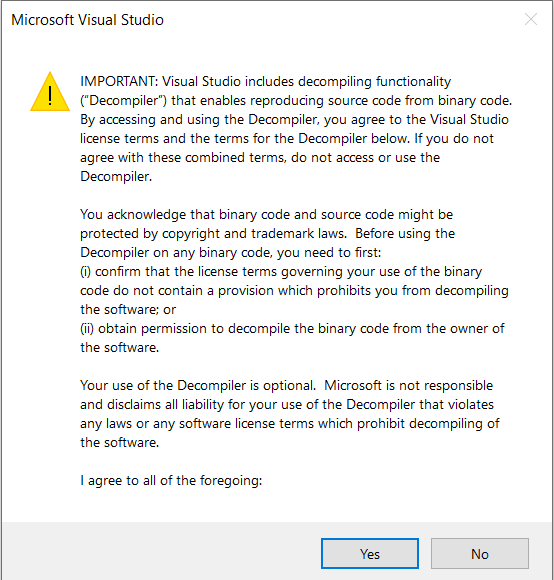 Microsoft Visual Studio
IMPORTANT: Visual Studio includes decompiling functionality
("Decompiler") that enables reproducing source code from binary code.
By accessing and using the Decompiler, you agree to the Visual Studio
license terms and the terms for the Decompiler below. If you do not
agree with these combined terms, do not access or use the
Decompiler.
You acknowledge that binary code and source code might be
protected by copyright and trademark laws.  Before using the
Decompiler on any binary code, you need to first:
(i) confirm that the license terms governing your use of the binary
code do not contain a provision which prohibits you from decompiling
the software; or
(ii) obtain permission to decompile the binary code from the owner of
the software.
Your use of the Decompiler is optional.  Microsoft is not responsible
and disclaims all liability for your use of the Decompiler that violates
any laws or any software license terms which prohibit decompiling of
the software.
I agree to all of the foregoing:
Yes
No